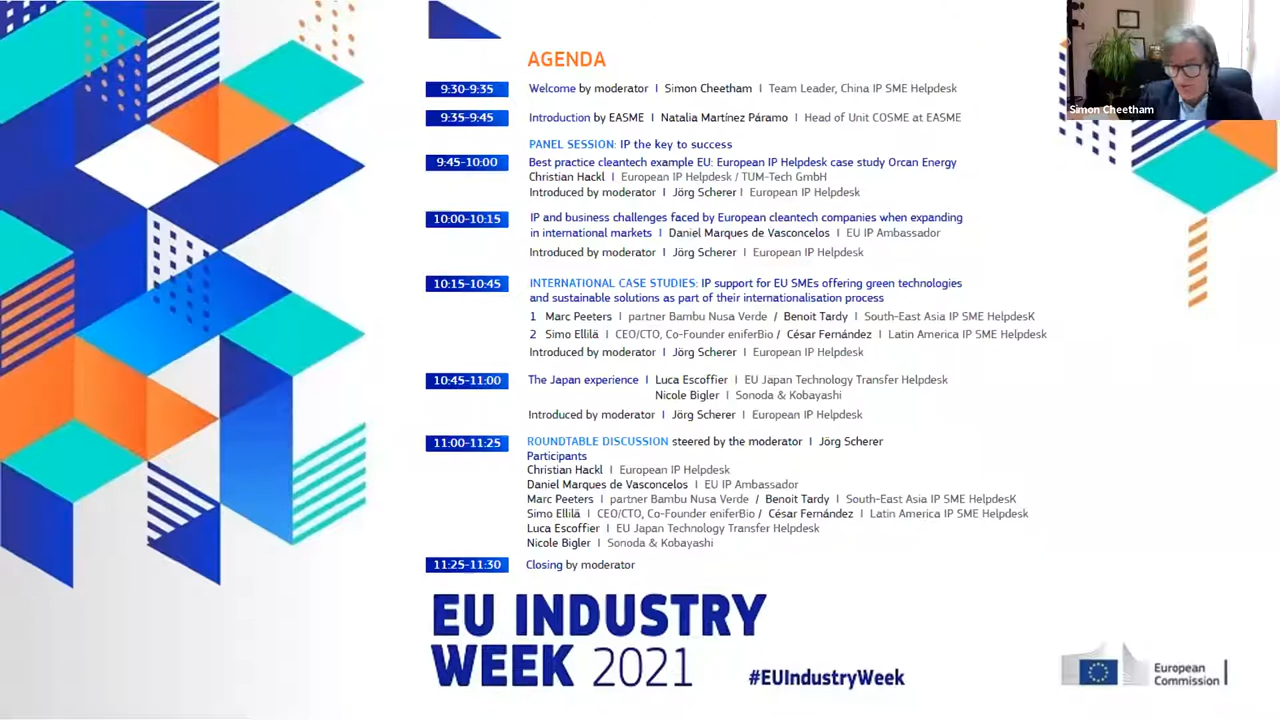 AGENDA
9:30-9:35 Welcome by moderator I Simon Cheetham I Team Leader, China IP SME Helpdesk
9:35-9:45 Introduction by EASME I Natalia Martínez Páramo I Head of Unit COSME at EASME
PANEL SESSION: IP the key to success
9:45-10:00 Best practice cleantech example EU: European IP Helpdesk case study Orcan Energy
Christian Hackl I European IP Helpdesk / TUM-Tech GmbH
Introduced by moderator I Jörg Scherer I European IP Helpdesk
10:00-10:15 IP and business challenges faced by European cleantech companies when expanding
in international markets I Daniel Marques de Vasconcelos I EU IP Ambassador
Introduced by moderator I Jörg Scherer I European IP Helpdesk
10:15-10:45 INTERNATIONAL CASE STUDIES: IP support for EU SMEs offering green technologies
and sustainable solutions as part of their internationalisation process
1 Marc Peeters I partner Bambu Nusa Verde / Benoit Tardy I South-East Asia IP SME HelpdesK
2 Simo Ellilä I CEO/CTO, Co-Founder eniferBio / César Fernández I Latin America IP SME Helpdesk
Introduced by moderator I Jörg Scherer I European IP Helpdesk
10:45-11:00 The Japan experience I Luca Escoffier I EU Japan Technology Transfer Helpdesk
Nicole Bigler I Sonoda & Kobayashi
Introduced by moderator I Jörg Scherer I European IP Helpdesk
11:00-11:25 ROUNDTABLE DISCUSSION steered by the moderator I Jörg Scherer
Participants
Christian Hackl I European IP Helpdesk
Daniel Marques de Vasconcelos I EU IP Ambassador
Marc Peeters I partner Bambu Nusa Verde / Benoit Tardy I South-East Asia IP SME HelpdesK
Simo Ellilä I CEO/CTO, Co-Founder eniferBio / César Fernández I Latin America IP SME Helpdesk
Luca Escoffier I EU Japan Technology Transfer Helpdesk
Nicole Bigler I Sonoda & Kobayashi
11:25-11:30 Closing by moderator
EU INDUSTRY
WEEK 2021
#EUIndustryWeek
European
Commission
Simon Cheetham